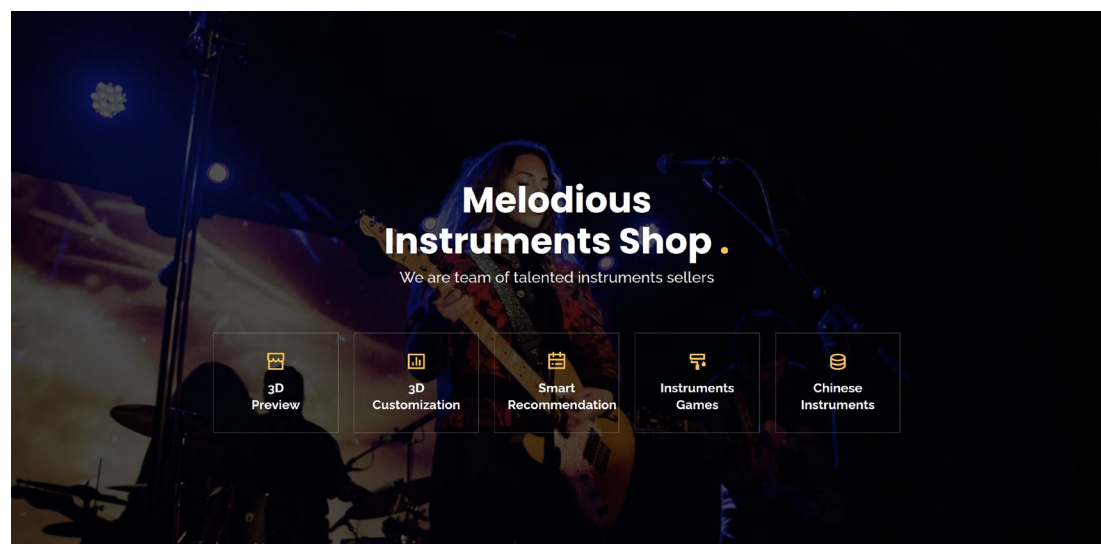 Melodious
Instruments Shop .
We are team of talented instruments sellers
3D
Preview
3D
Customization
Smart
Recommendation
Instruments
Games
Chinese
Instruments